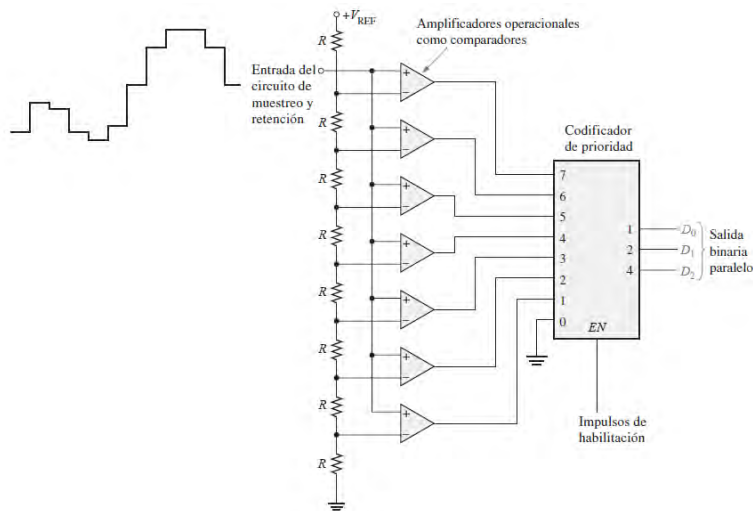 +V_REF
Amplificadores operacionales
como comparadores
R
Entrada del
circuito de
muestreo y
retención
+
−
R
+
−
Codificador
de prioridad
R
+
−
7
6
5
R
+
−
4
3
2
1
0
1
2
4
D0
D1
D2
Salida
binaria
paralelo
EN
R
+
−
R
+
−
R
+
−
R
Impulsos de
habilitación